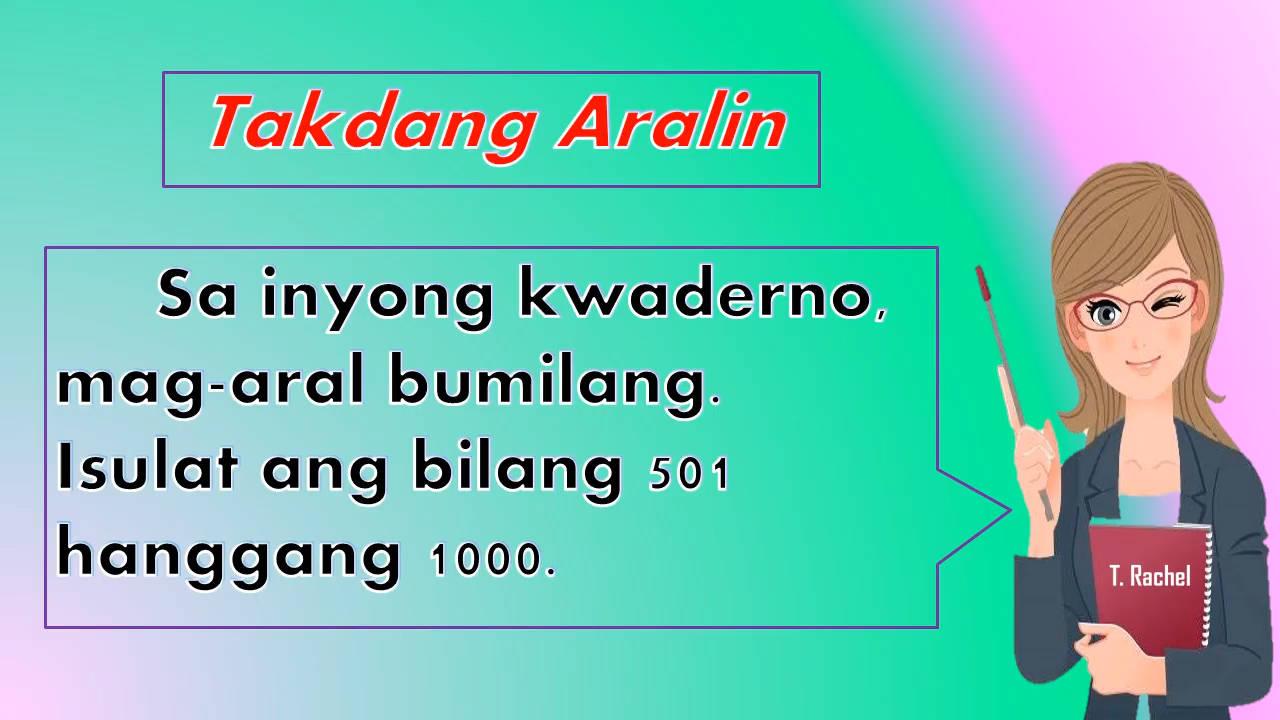 Takdang Aralin
Sa inyong kwaderno,
mag-aral bumilang.
Isulat ang bilang 501
hanggang 1000.
T. Rachel